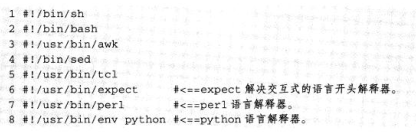 1 #!/bin/sh
2 #!/bin/bash
3 #!/usr/bin/awk
4 #!/bin/sed
5 #!/usr/bin/tcl
6 #!/usr/bin/expect #<==expect 解决交互式的语言开头解释器。
7 #!/usr/bin/perl #<==perl 语言解释器。
8 #!/usr/bin/env python #<==python 语言解释器。